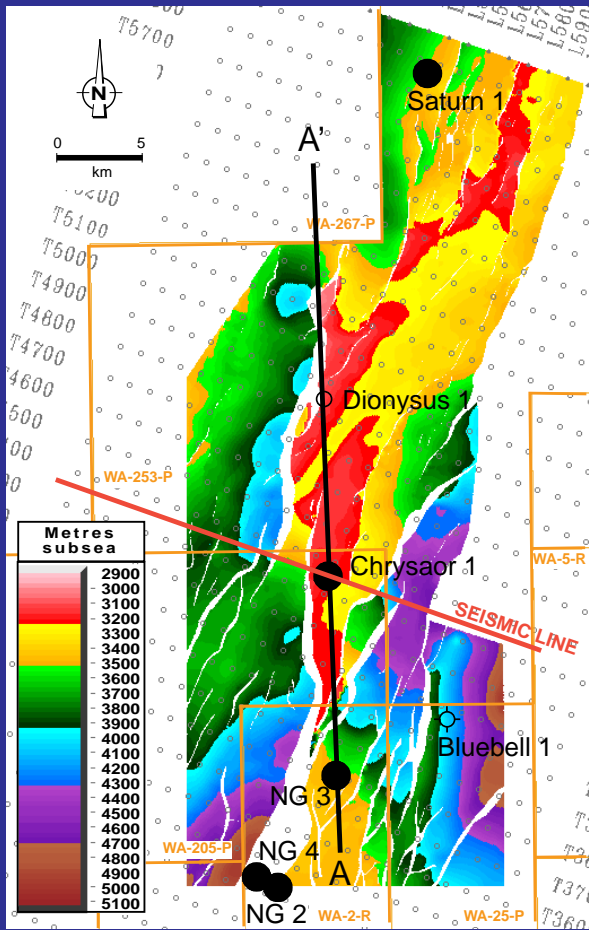 T5700
N
0 5
km
A'
Saturn 1
L580
T5200
T5100
T5000
T4900
T4800
T4700
T4600
WA-267-P
Dionysus 1
WA-253-P
Metres
subsea
2900
3000
3100
3200
3300
3500
3600
3700
3800
3900
4100
4200
4300
4400
4500
4600
4700
4800
4900
5000
5100
Chrysaor 1
WA-5-R
SEISMIC LINE
Bluebell 1
NG 3
WA-205-P
NG 4
A
NG 2
WA-2-R
WA-25-P